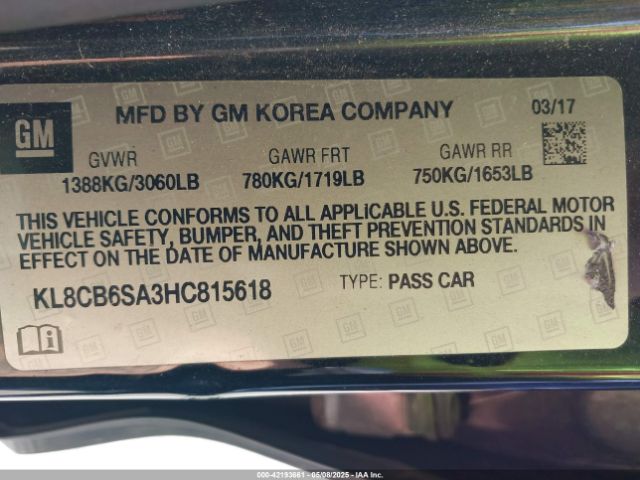 GM
MFD BY GM KOREA COMPANY
03/17
GVWR
GAWR FRT
GAWR RR
1388KG/3060LB
780KG/1719LB
750KG/1653LB
THIS VEHICLE CONFORMS TO ALL APPLICABLE U.S. FEDERAL MOTOR
VEHICLE SAFETY, BUMPER, AND THEFT PREVENTION STANDARDS IN
EFFECT ON THE DATE OF MANUFACTURE SHOWN ABOVE.
KL8CB6SA3HC815618
TYPE: PASS CAR
000-42193661 - 05/08/2025 - IAATCMI, Inc.